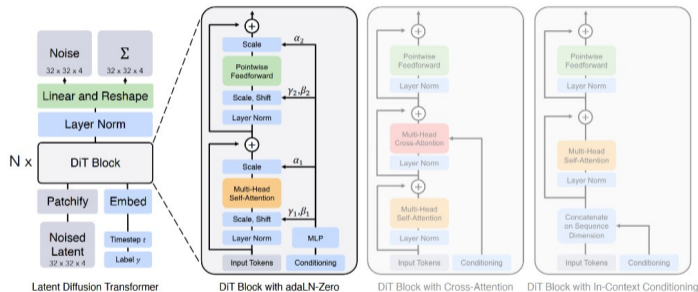 Noise
32 x 32 x 4
Σ
32 x 32 x 4
Linear and Reshape
Layer Norm
N x
DiT Block
Patchify
Embed
Noised
Latent
32 x 32 x 4
Timestep t
Label y
Latent Diffusion Transformer
+
Scale
α₂
Pointwise
Feedforward
Scale, Shift
γ₂,β₂
Layer Norm
+
Scale
α₁
Multi-Head
Self-Attention
Scale, Shift
γ₁,β₁
Layer Norm
MLP
Input Tokens
Conditioning
DiT Block with adaLN-Zero
+
Pointwise
Feedforward
Layer Norm
+
Multi-Head
Cross-Attention
Layer Norm
+
Multi-Head
Self-Attention
Layer Norm
Input Tokens
Conditioning
DiT Block with Cross-Attention
+
Pointwise
Feedforward
Layer Norm
+
Multi-Head
Self-Attention
Layer Norm
Concatenate
on Sequence
Dimension
Input Tokens
Conditioning
DiT Block with In-Context Conditioning